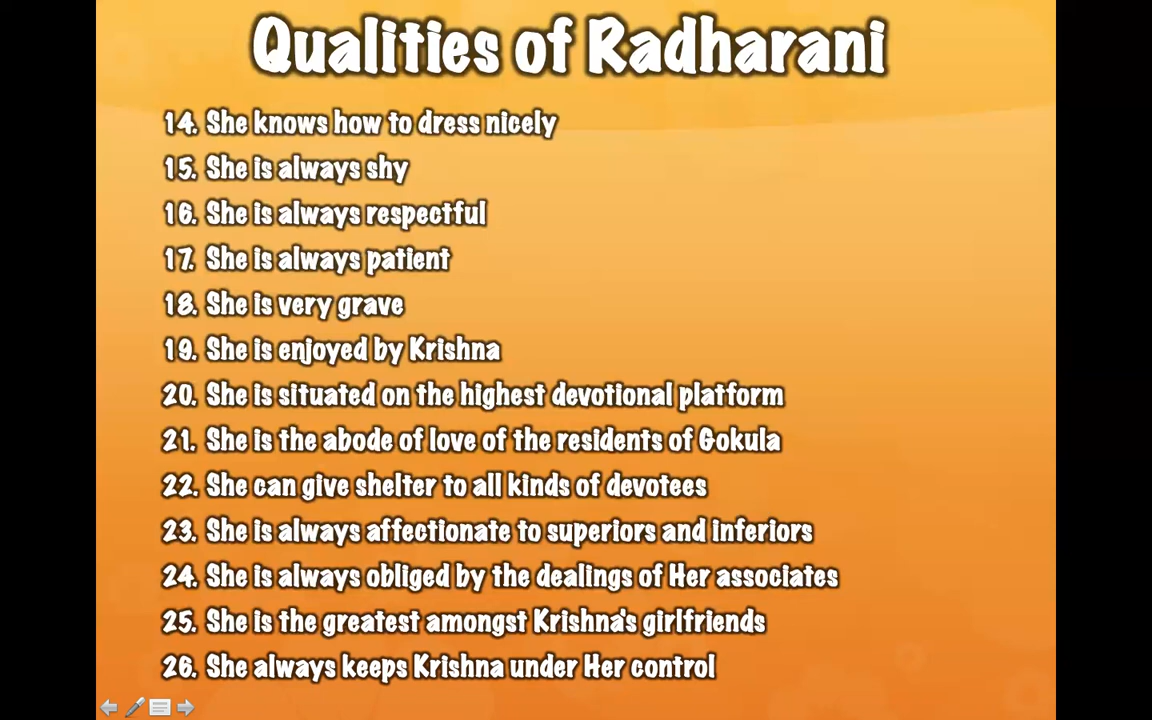 Qualities of Radharani
14. She knows how to dress nicely
15. She is always shy
16. She is always respectful
17. She is always patient
18. She is very grave
19. She is enjoyed by Krishna
20. She is situated on the highest devotional platform
21. She is the abode of love of the residents of Gokula
22. She can give shelter to all kinds of devotees
23. She is always affectionate to superiors and inferiors
24. She is always obliged by the dealings of Her associates
25. She is the greatest amongst Krishna's girlfriends
26. She always keeps Krishna under Her control